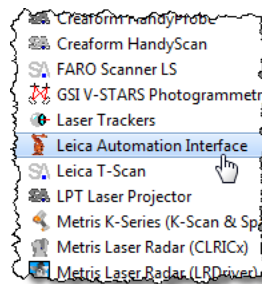 Creaform HandyProbe
Creaform HandyScan
FARO Scanner LS
GSI V-STARS Photogrammetr
Laser Trackers
Leica Automation Interface
Leica T-Scan
LPT Laser Projector
Metris K-Series (K-Scan & Sp
Metris Laser Radar (CLRICx)
Metris Laser Radar (LRDriver)